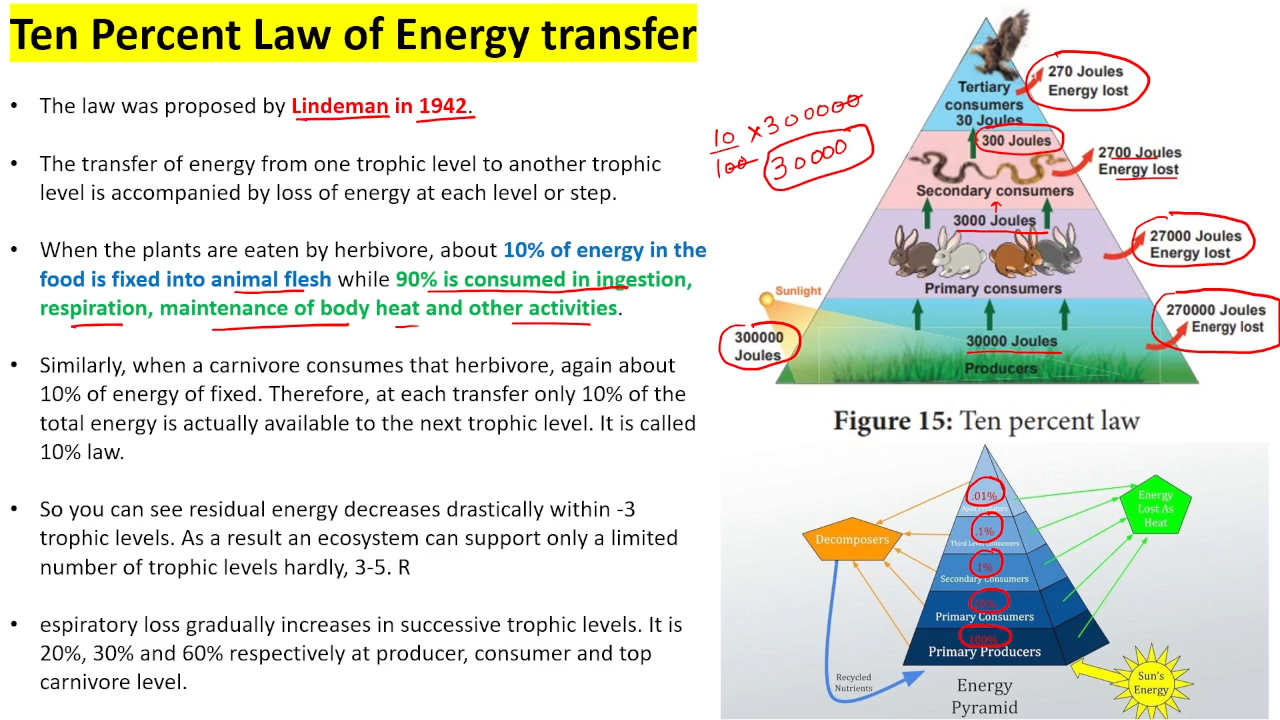 Ten Percent Law of Energy transfer
• The law was proposed by Lindeman in 1942.
• The transfer of energy from one trophic level to another trophic
level is accompanied by loss of energy at each level or step.
• When the plants are eaten by herbivore, about 10% of energy in the
food is fixed into animal flesh while 90% is consumed in ingestion,
respiration, maintenance of body heat and other activities.
• Similarly, when a carnivore consumes that herbivore, again about
10% of energy of fixed. Therefore, at each transfer only 10% of the
total energy is actually available to the next trophic level. It is called
10% law.
• So you can see residual energy decreases drastically within -3
trophic levels. As a result an ecosystem can support only a limited
number of trophic levels hardly, 3-5. R
• espiratory loss gradually increases in successive trophic levels. It is
20%, 30% and 60% respectively at producer, consumer and top
carnivore level.
10/100 × 300000
30000
Tertiary
consumers
30 Joules
270 Joules
Energy lost
300 Joules
2700 Joules
Energy lost
Secondary consumers
3000 Joules
27000 Joules
Energy lost
Primary consumers
Sunlight
300000
Joules
30000 Joules
270000 Joules
Energy lost
Producers
Figure 15: Ten percent law
.01%
.1%
Third Level Consumers
1%
Secondary Consumers
Primary Consumers
100%
Primary Producers
Decomposers
Energy
Lost As
Heat
Recycled
Nutrients
Energy
Pyramid
Sun's
Energy